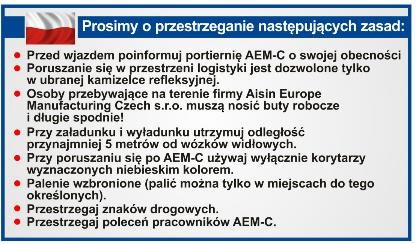 Prosimy o przestrzeganie następujących zasad:
• Przed wjazdem poinformuj portiernię AEM-C o swojej obecności
• Poruszanie się w przestrzeni logistyki jest dozwolone tylko
w ubranej kamizelce refleksyjnej.
• Osoby przebywające na terenie firmy Aisin Europe
Manufacturing Czech s.r.o. muszą nosić buty robocze
i długie spodnie!
• Przy załadunku i wyładunku utrzymuj odległość
przynajmniej 5 metrów od wózków widłowych.
• Przy poruszaniu się po AEM-C używaj wyłącznie korytarzy
wyznaczonych niebieskim kolorem.
• Palenie wzbronione (palić można tylko w miejscach do tego
określonych).
• Przestrzegaj znaków drogowych.
• Przestrzegaj poleceń pracowników AEM-C.